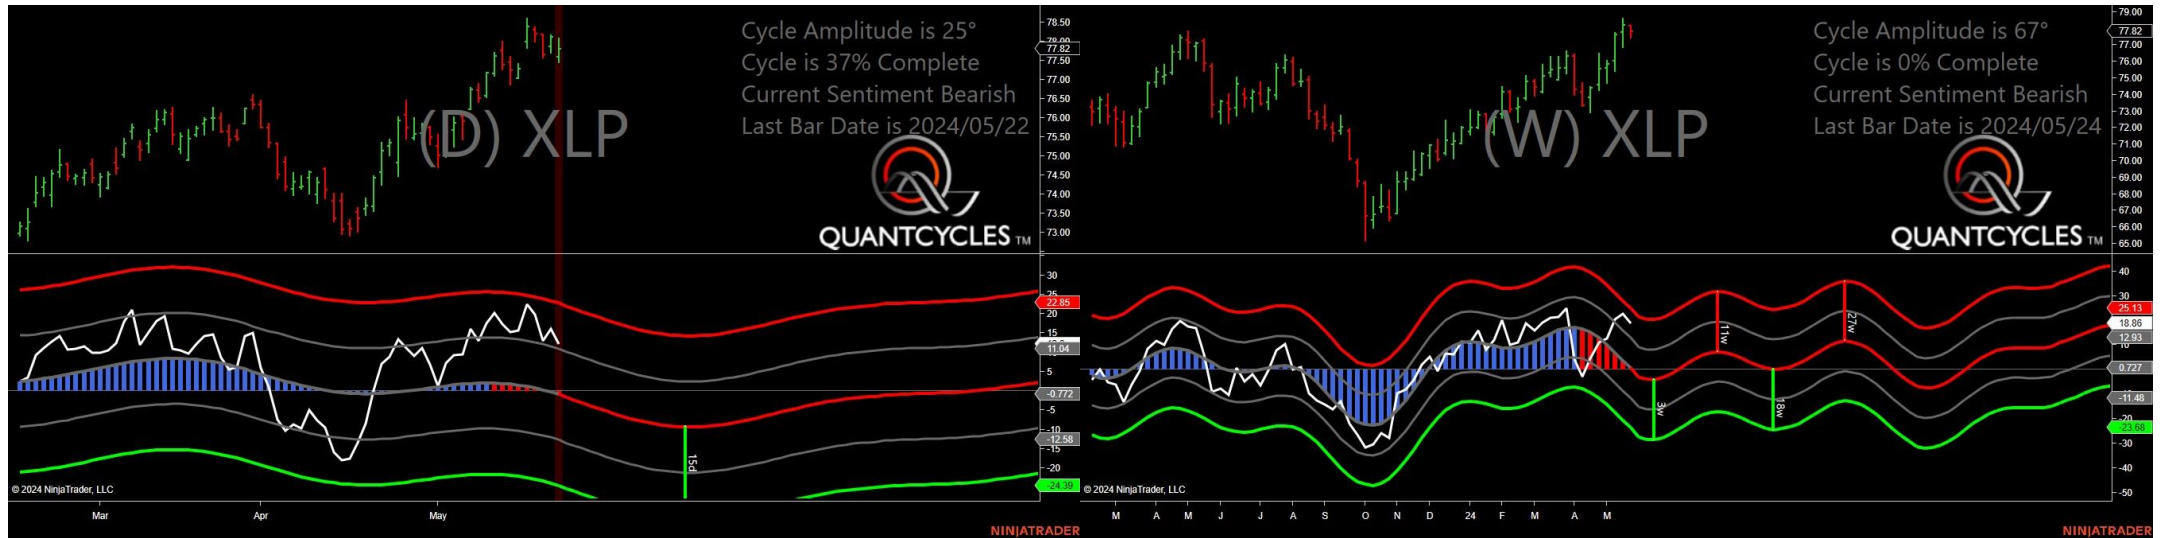 Cycle Amplitude is 25°
Cycle is 37% Complete
Current Sentiment Bearish
Last Bar Date is 2024/05/22
(D) XLP
QUANTCYCLES TM
78.50
77.82
77.50
77.00
76.50
76.00
75.50
75.00
74.50
74.00
73.50
73.00
30
25
22.85
20
15
11.04
5
-0.772
-5
-10
-12.58
-15
-20
-24.39
15d
© 2024 NinjaTrader, LLC
Mar
Apr
May
NINJATRADER
Cycle Amplitude is 67°
Cycle is 0% Complete
Current Sentiment Bearish
Last Bar Date is 2024/05/24
(W) XLP
QUANTCYCLES TM
79.00
77.82
77.00
76.00
75.00
74.00
73.00
72.00
71.00
70.00
69.00
68.00
67.00
66.00
65.00
40
30
25.13
18.86
12.93
0.727
-11.48
-20
-23.68
-30
-40
-50
3w
11w
18w
27w
© 2024 NinjaTrader, LLC
M A M J J A S O N D 24 F M A M
NINJATRADER